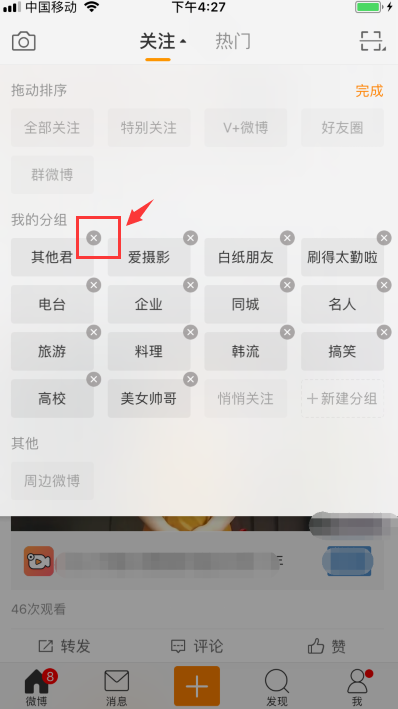 中国移动 下午4:27
关注 热门
拖动排序 完成
全部关注 特别关注 V+微博 好友圈
群微博
我的分组
其他君 爱摄影 白纸朋友 刷得太勤啦
电台 企业 同城 名人
旅游 料理 韩流 搞笑
高校 美女帅哥 悄悄关注 +新建分组
其他
周边微博
46次观看
转发 评论 赞
8
微博 消息 发现 我